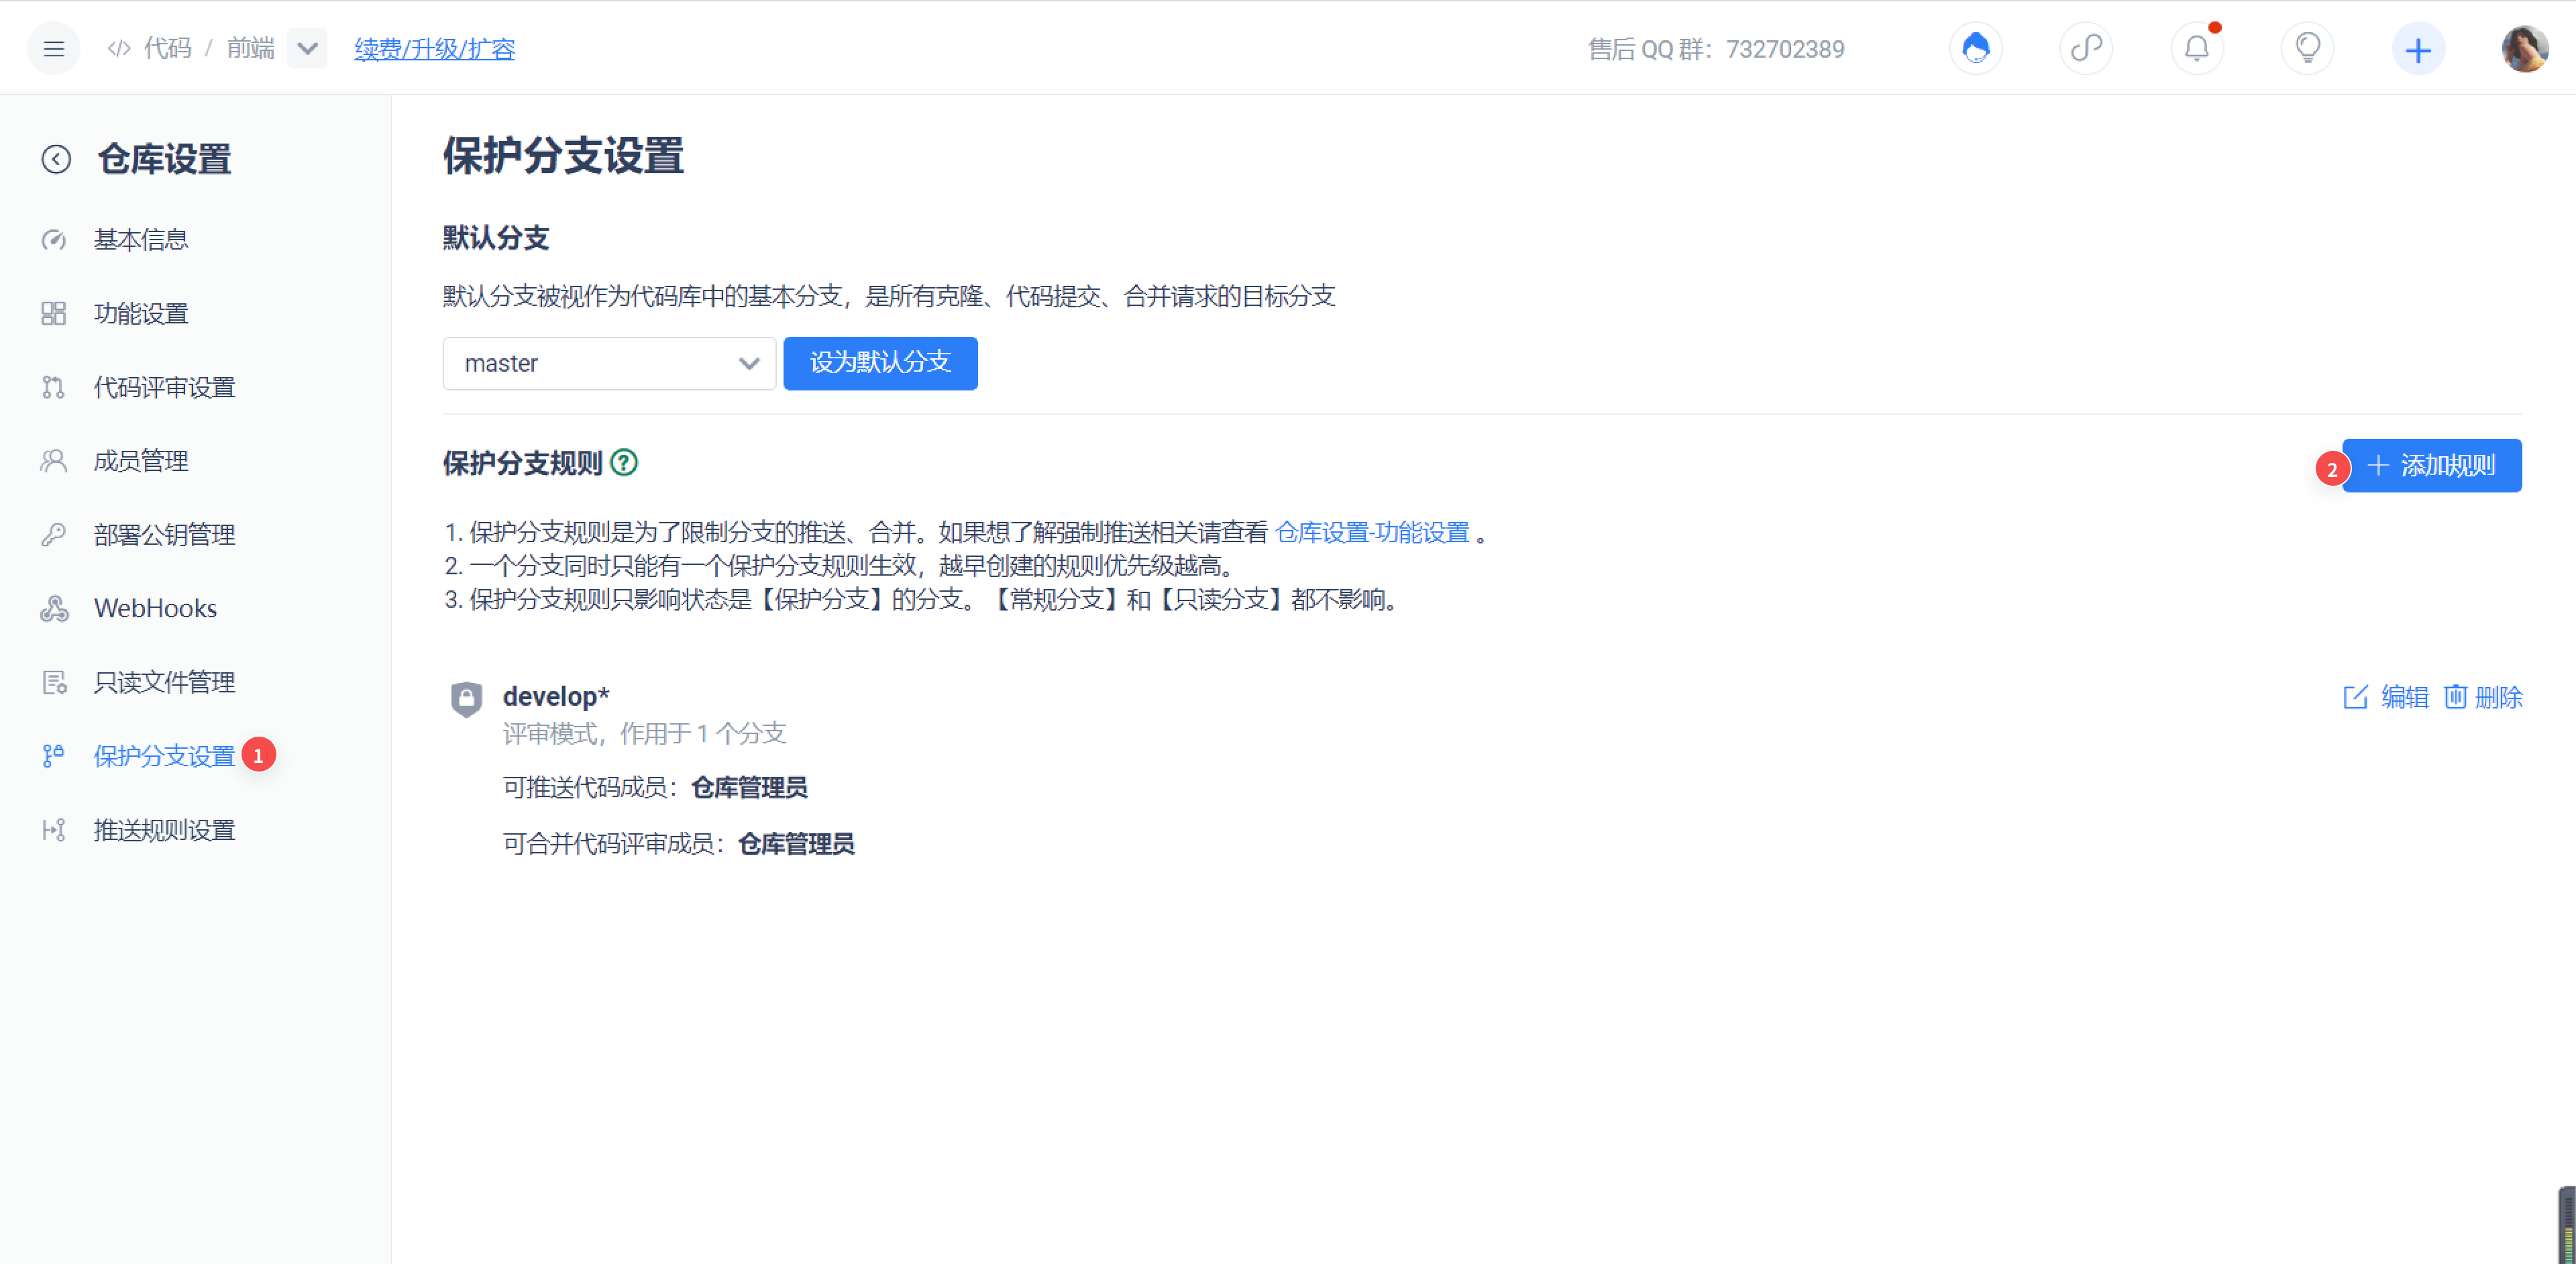 代码 / 前端
续费/升级/扩容
售后 QQ 群：732702389
仓库设置
基本信息
功能设置
代码评审设置
成员管理
部署公钥管理
WebHooks
只读文件管理
保护分支设置 1
推送规则设置
保护分支设置
默认分支
默认分支被视作为代码库中的基本分支，是所有克隆、代码提交、合并请求的目标分支
master
设为默认分支
保护分支规则
2
添加规则
1. 保护分支规则是为了限制分支的推送、合并。如果想了解强制推送相关请查看 仓库设置-功能设置 。
2. 一个分支同时只能有一个保护分支规则生效，越早创建的规则优先级越高。
3. 保护分支规则只影响状态是【保护分支】的分支。【常规分支】和【只读分支】都不影响。
develop*
编辑 删除
评审模式，作用于 1 个分支
可推送代码成员：仓库管理员
可合并代码评审成员：仓库管理员